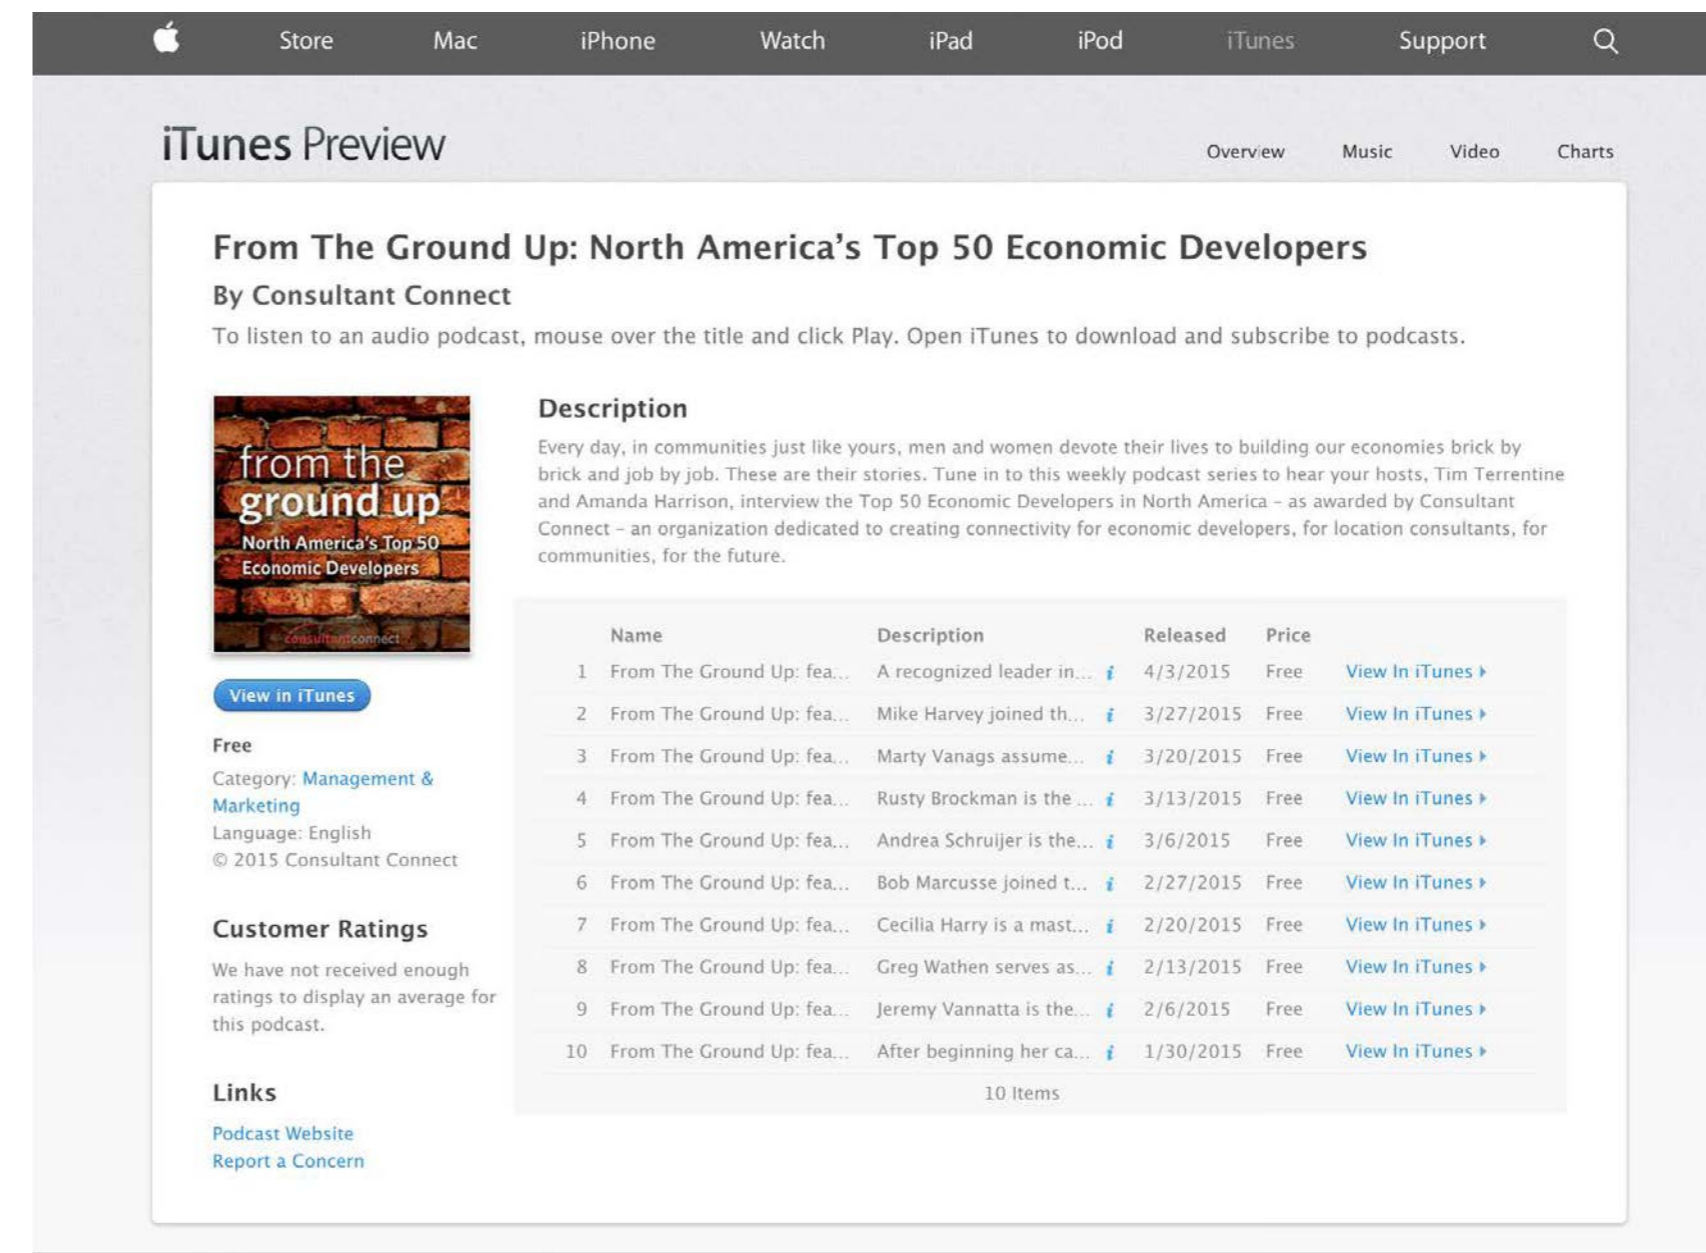 Store Mac iPhone Watch iPad iPod iTunes Support
iTunes Preview
Overview Music Video Charts
From The Ground Up: North America's Top 50 Economic Developers
By Consultant Connect
To listen to an audio podcast, mouse over the title and click Play. Open iTunes to download and subscribe to podcasts.
from the
ground up
North America's Top 50
Economic Developers
consultantconnect
View in iTunes
Free
Category: Management &
Marketing
Language: English
© 2015 Consultant Connect
Customer Ratings
We have not received enough
ratings to display an average for
this podcast.
Links
Podcast Website
Report a Concern
Description
Every day, in communities just like yours, men and women devote their lives to building our economies brick by
brick and job by job. These are their stories. Tune in to this weekly podcast series to hear your hosts, Tim Terrentine
and Amanda Harrison, interview the Top 50 Economic Developers in North America – as awarded by Consultant
Connect – an organization dedicated to creating connectivity for economic developers, for location consultants, for
communities, for the future.
Name Description Released Price
1 From The Ground Up: fea... A recognized leader in... i 4/3/2015 Free View In iTunes
2 From The Ground Up: fea... Mike Harvey joined th... i 3/27/2015 Free View In iTunes
3 From The Ground Up: fea... Marty Vanags assume... i 3/20/2015 Free View In iTunes
4 From The Ground Up: fea... Rusty Brockman is the ... i 3/13/2015 Free View In iTunes
5 From The Ground Up: fea... Andrea Schruijer is the... i 3/6/2015 Free View In iTunes
6 From The Ground Up: fea... Bob Marcusse joined t... i 2/27/2015 Free View In iTunes
7 From The Ground Up: fea... Cecilia Harry is a mast... i 2/20/2015 Free View In iTunes
8 From The Ground Up: fea... Greg Wathen serves as... i 2/13/2015 Free View In iTunes
9 From The Ground Up: fea... Jeremy Vannatta is the... i 2/6/2015 Free View In iTunes
10 From The Ground Up: fea... After beginning her ca... i 1/30/2015 Free View In iTunes
10 Items